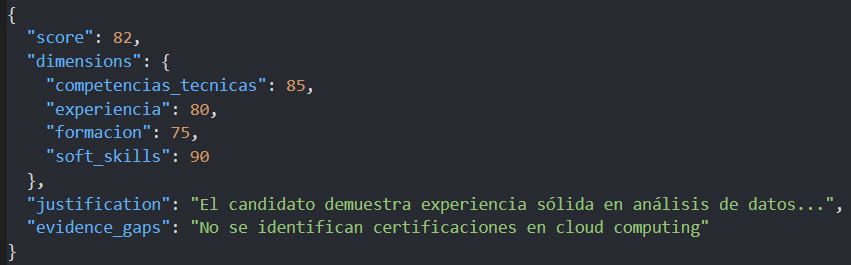 {
  "score": 82,
  "dimensions": {
    "competencias_tecnicas": 85,
    "experiencia": 80,
    "formacion": 75,
    "soft_skills": 90
  },
  "justification": "El candidato demuestra experiencia sólida en análisis de datos...",
  "evidence_gaps": "No se identifican certificaciones en cloud computing"
}